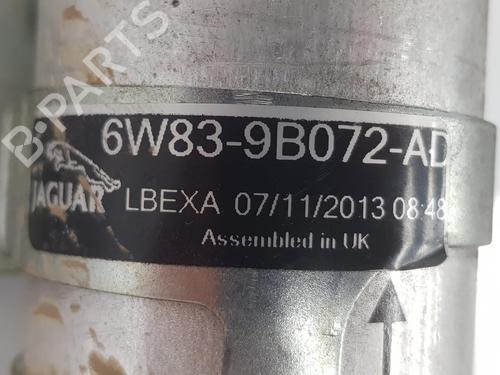 6W83-9B072-AD
JAGUAR
LBEXA 07/11/2013 08:48
Assembled in UK
B-PARTS